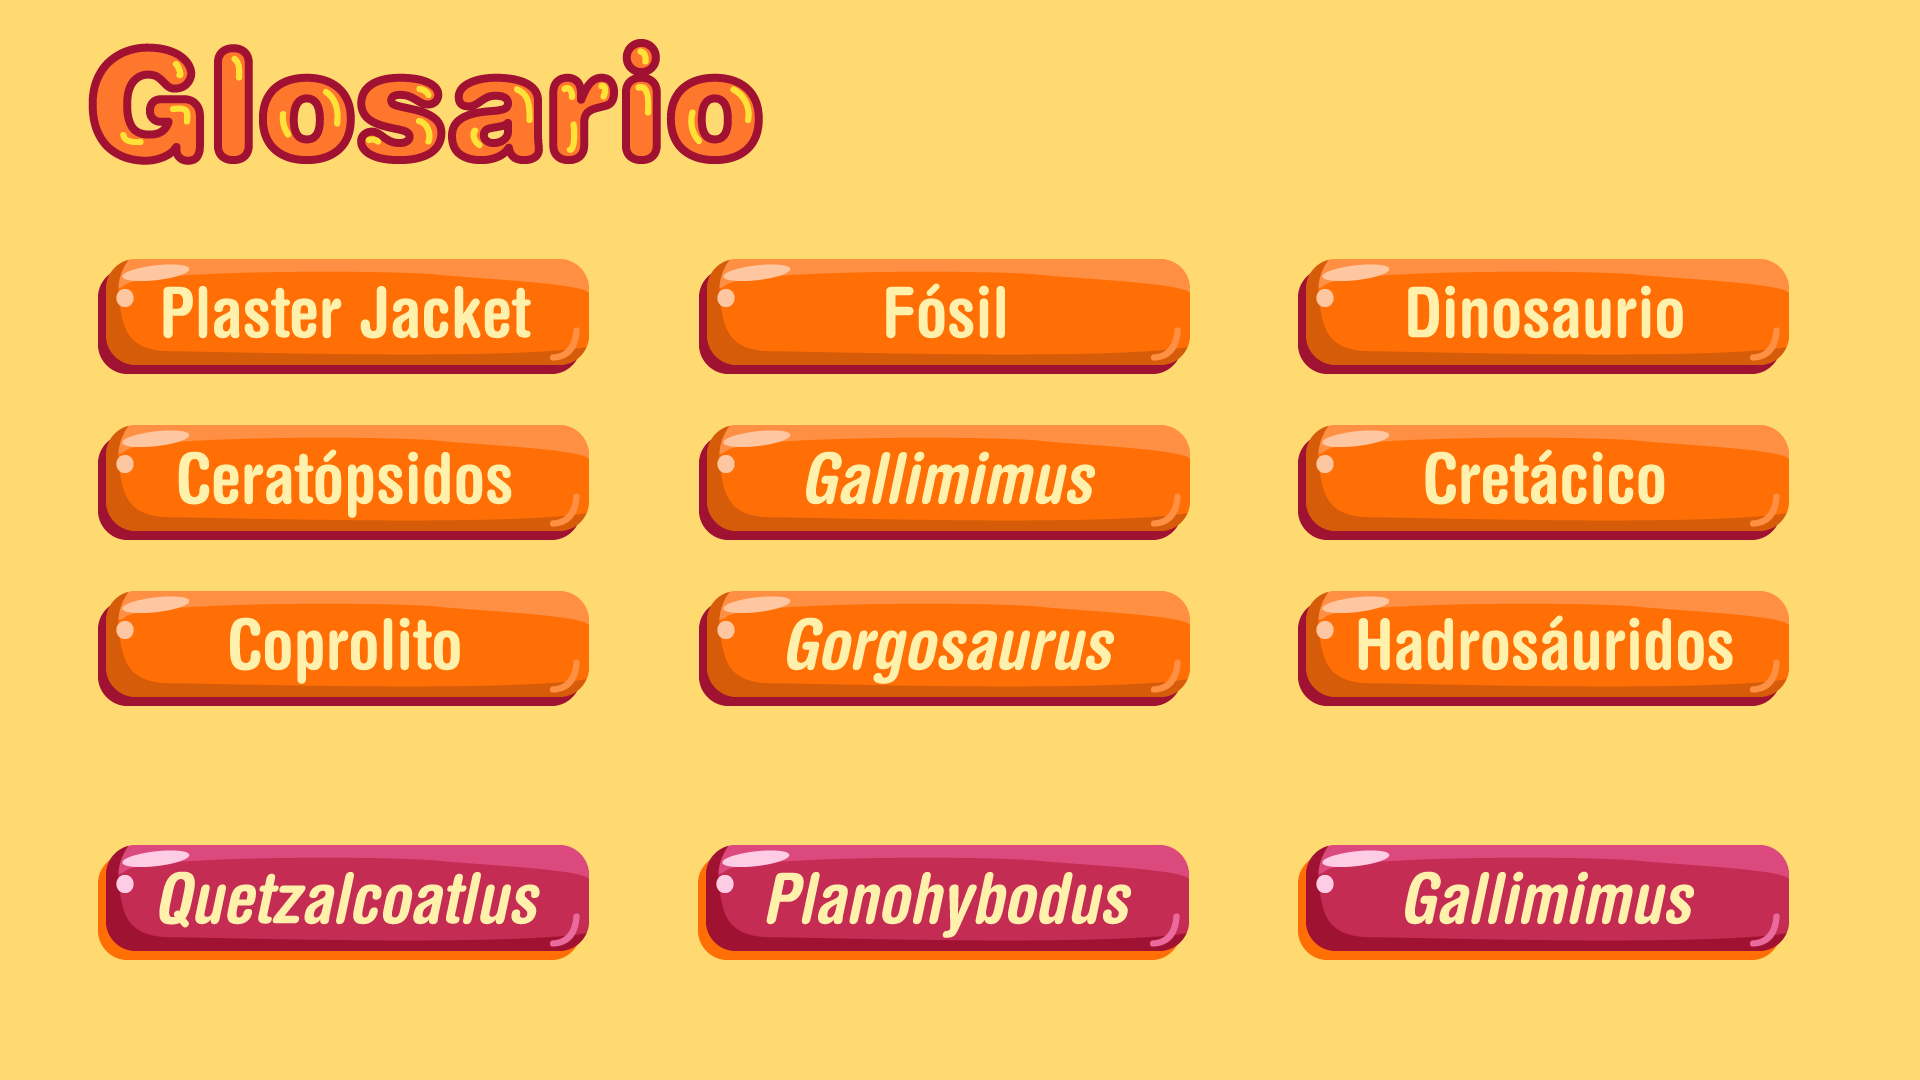 Glosario
Plaster Jacket
Fósil
Dinosaurio
Ceratópsidos
Gallimimus
Cretácico
Coprolito
Gorgosaurus
Hadrosáuridos
Quetzalcoatlus
Planohybodus
Gallimimus